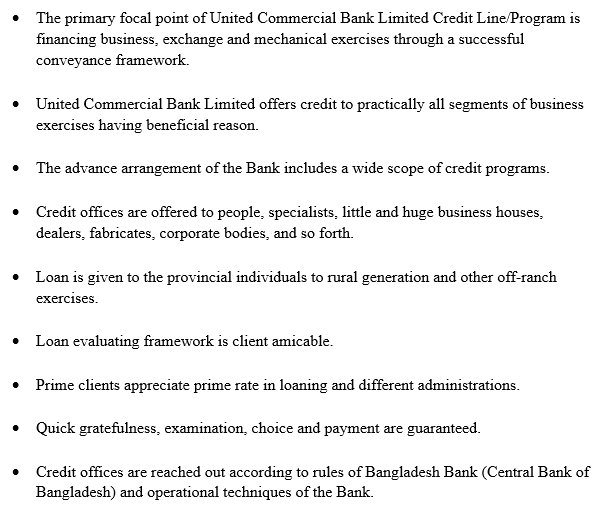 • The primary focal point of United Commercial Bank Limited Credit Line/Program is
financing business, exchange and mechanical exercises through a successful
conveyance framework.
• United Commercial Bank Limited offers credit to practically all segments of business
exercises having beneficial reason.
• The advance arrangement of the Bank includes a wide scope of credit programs.
• Credit offices are offered to people, specialists, little and huge business houses,
dealers, fabricates, corporate bodies, and so forth.
• Loan is given to the provincial individuals to rural generation and other off-ranch
exercises.
• Loan evaluating framework is client amicable.
• Prime clients appreciate prime rate in loaning and different administrations.
• Quick gratefulness, examination, choice and payment are guaranteed.
• Credit offices are reached out according to rules of Bangladesh Bank (Central Bank of
Bangladesh) and operational techniques of the Bank.